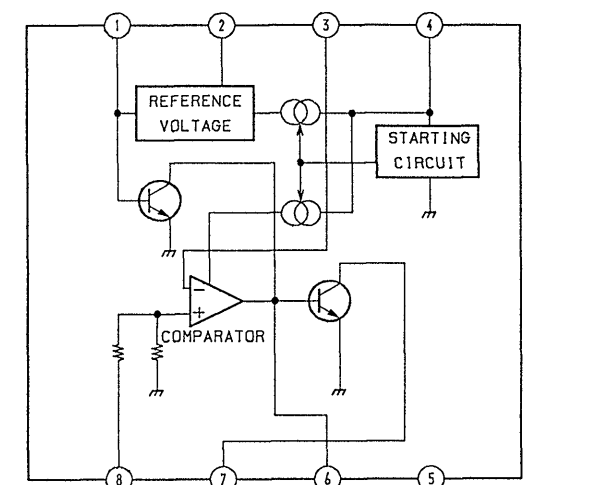 1 2 3 4
REFERENCE
VOLTAGE
STARTING
CIRCUIT
−
+
COMPARATOR
8 7 6 5